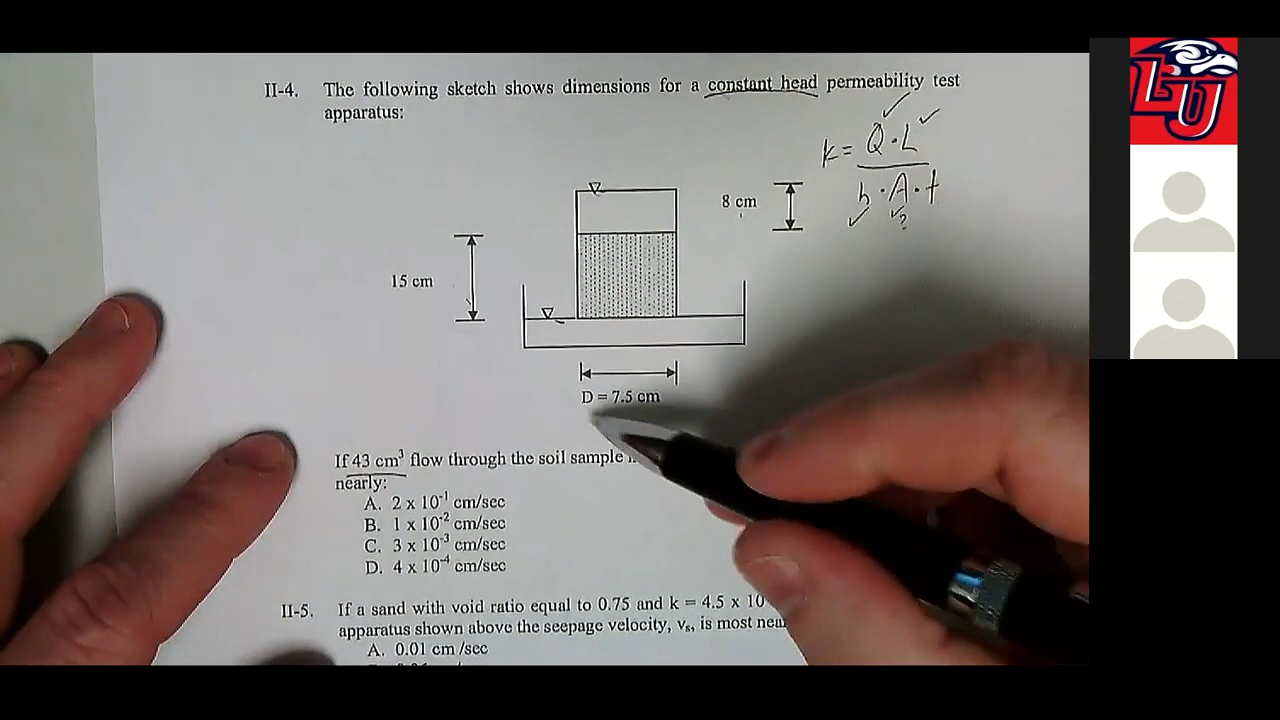 II-4. The following sketch shows dimensions for a constant head permeability test
apparatus:
k = Q · L
h · A · t
?
8 cm
15 cm
D = 7.5 cm
If 43 cm³ flow through the soil sample
nearly:
A. 2 x 10⁻¹ cm/sec
B. 1 x 10⁻² cm/sec
C. 3 x 10⁻³ cm/sec
D. 4 x 10⁻⁴ cm/sec
II-5. If a sand with void ratio equal to 0.75 and k = 4.5 x 10
apparatus shown above the seepage velocity, vₛ, is most
A. 0.01 cm /sec
LU